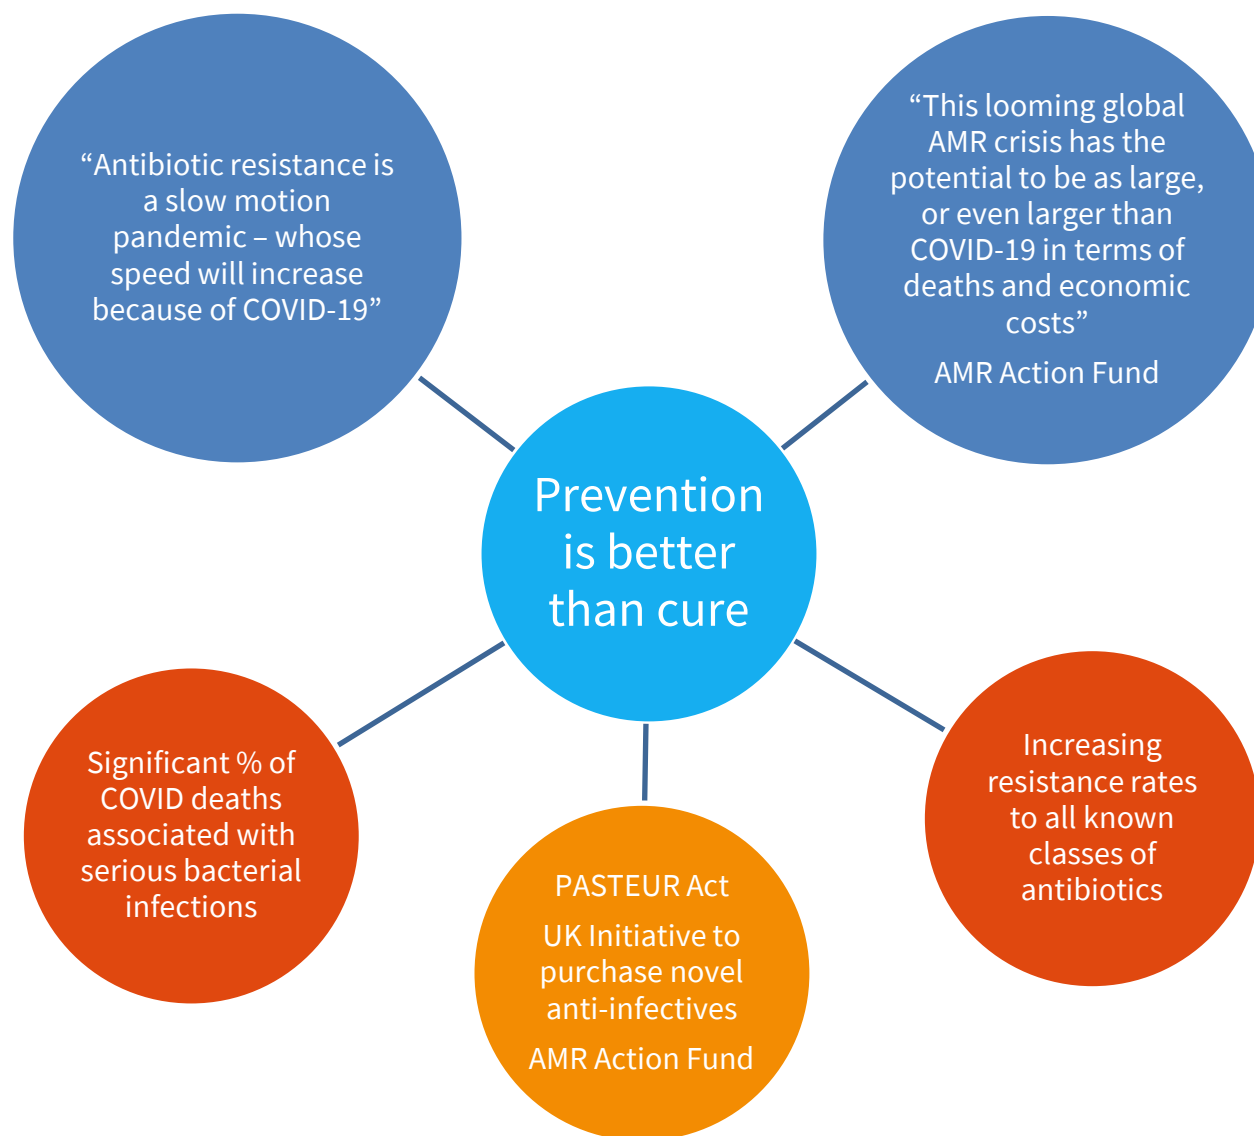 “Antibiotic resistance is
a slow motion
pandemic – whose
speed will increase
because of COVID-19”
“This looming global
AMR crisis has the
potential to be as large,
or even larger than
COVID-19 in terms of
deaths and economic
costs”
AMR Action Fund
Prevention
is better
than cure
Significant % of
COVID deaths
associated with
serious bacterial
infections
PASTEUR Act
UK Initiative to
purchase novel
anti-infectives
AMR Action Fund
Increasing
resistance rates
to all known
classes of
antibiotics